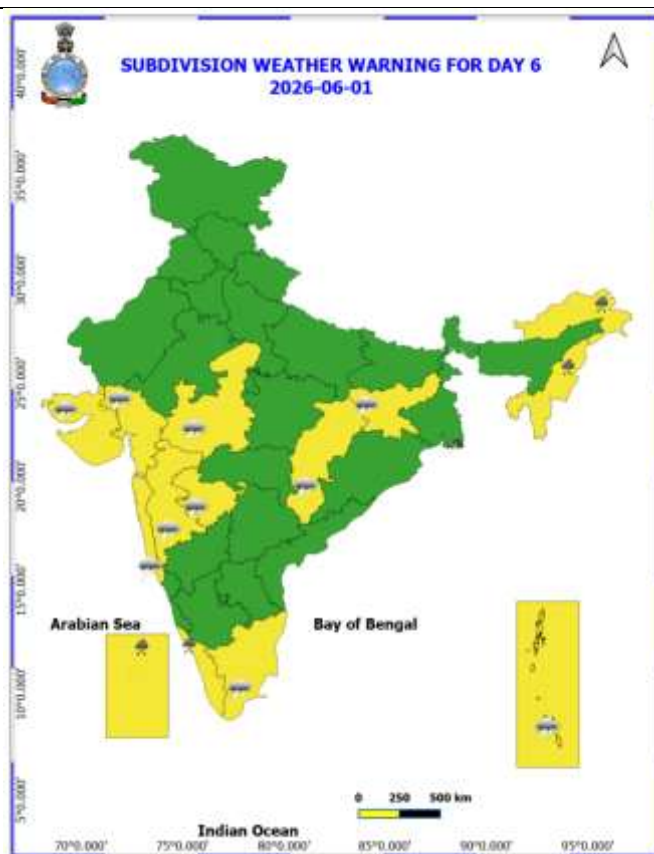 SUBDIVISION WEATHER WARNING FOR DAY 6
2026-06-01
40°0.000'
35°0.000'
30°0.000'
25°0.000'
20°0.000'
15°0.000'
10°0.000'
5°0.000'
Arabian Sea
Bay of Bengal
0 250 500 km
Indian Ocean
70°0.000' 75°0.000' 80°0.000' 85°0.000' 90°0.000' 95°0.000'